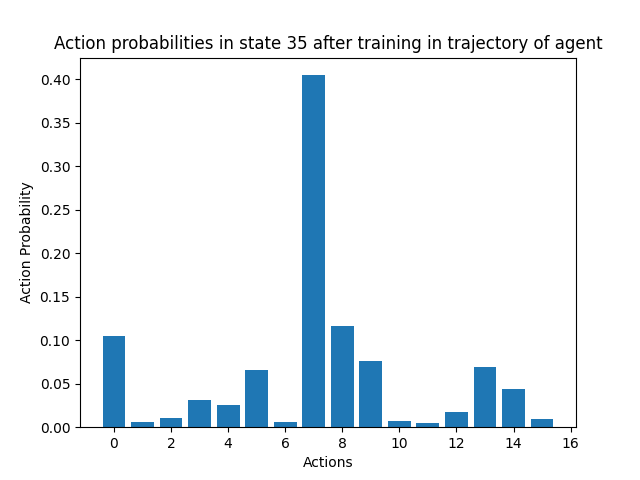 Action probabilities in state 35 after training in trajectory of agent
0.40
0.35
0.30
0.25
0.20
0.15
0.10
0.05
0.00
Action Probability
0 2 4 6 8 10 12 14 16
Actions